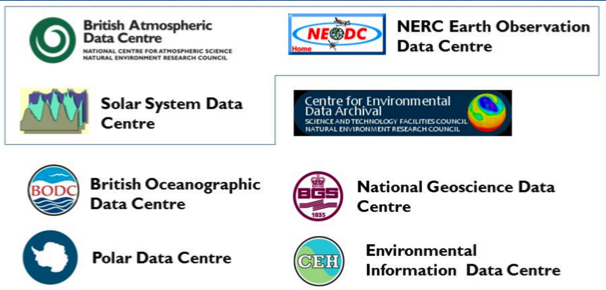 British Atmospheric
Data Centre
NATIONAL CENTRE FOR ATMOSPHERIC SCIENCE
NATURAL ENVIRONMENT RESEARCH COUNCIL
NEODC
Home
NERC Earth Observation
Data Centre
Solar System Data
Centre
Centre for Environmental
Data Archival
SCIENCE AND TECHNOLOGY FACILITIES COUNCIL
NATURAL ENVIRONMENT RESEARCH COUNCIL
BODC
British Oceanographic
Data Centre
BGS
1835
National Geoscience Data
Centre
Polar Data Centre
CEH
Environmental
Information Data Centre